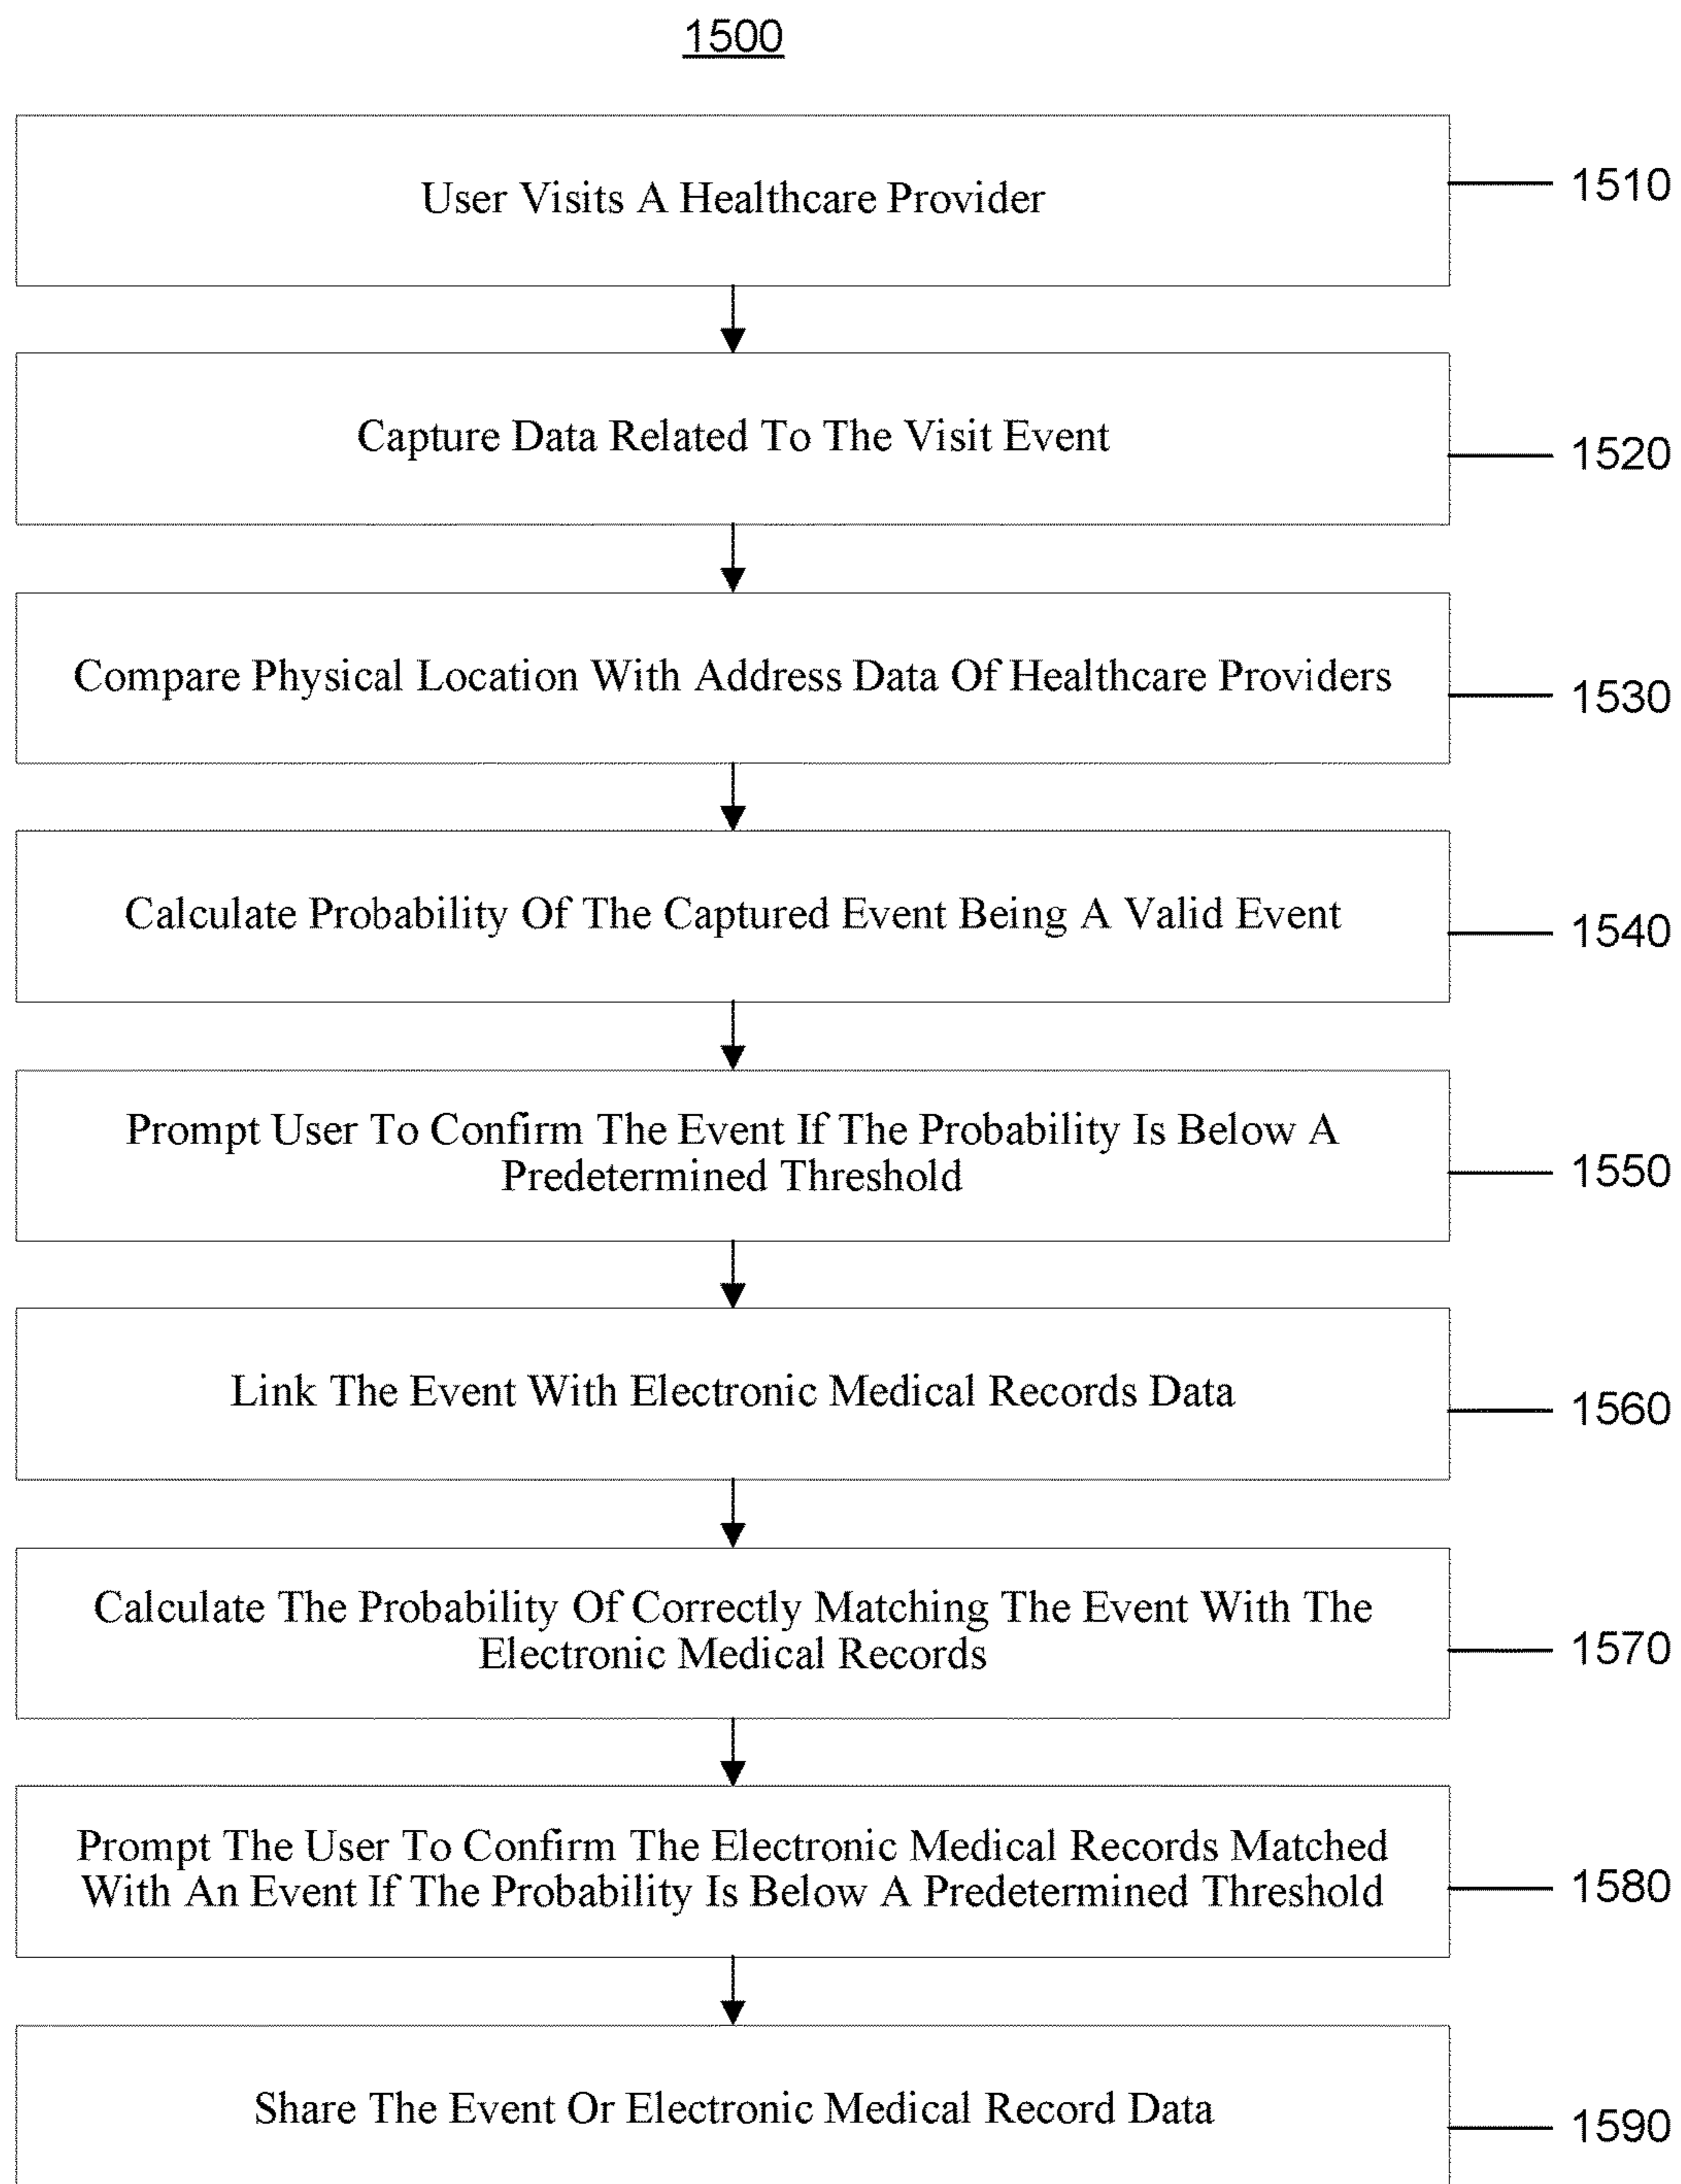 1500
User Visits A Healthcare Provider
1510
Capture Data Related To The Visit Event
1520
Compare Physical Location With Address Data Of Healthcare Providers
1530
Calculate Probability Of The Captured Event Being A Valid Event
1540
Prompt User To Confirm The Event If The Probability Is Below A
Predetermined Threshold
1550
Link The Event With Electronic Medical Records Data
1560
Calculate The Probability Of Correctly Matching The Event With The
Electronic Medical Records
1570
Prompt The User To Confirm The Electronic Medical Records Matched
With An Event If The Probability Is Below A Predetermined Threshold
1580
Share The Event Or Electronic Medical Record Data
1590